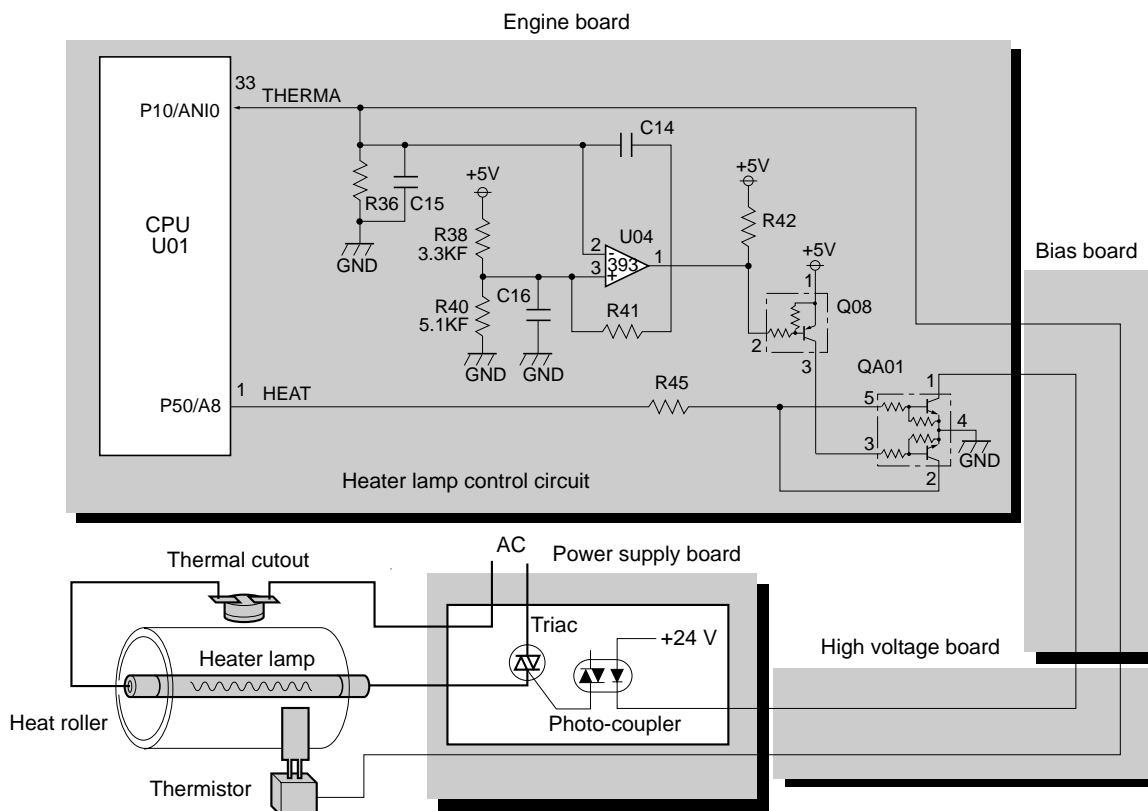 Engine board
33
THERMA
P10/ANI0
C14
+5V
+5V
R36
C15
R42
CPU
U01
R38
3.3KF
U04
+5V
Bias board
GND
2
-
393
1
3
+
1
R40
5.1KF
C16
R41
Q08
2
GND
GND
3
QA01
1
HEAT
R45
1
P50/A8
5
4
3
GND
2
Heater lamp control circuit
AC
Power supply board
Thermal cutout
Triac
+24 V
High voltage board
Heater lamp
Photo-coupler
Heat roller
Thermistor